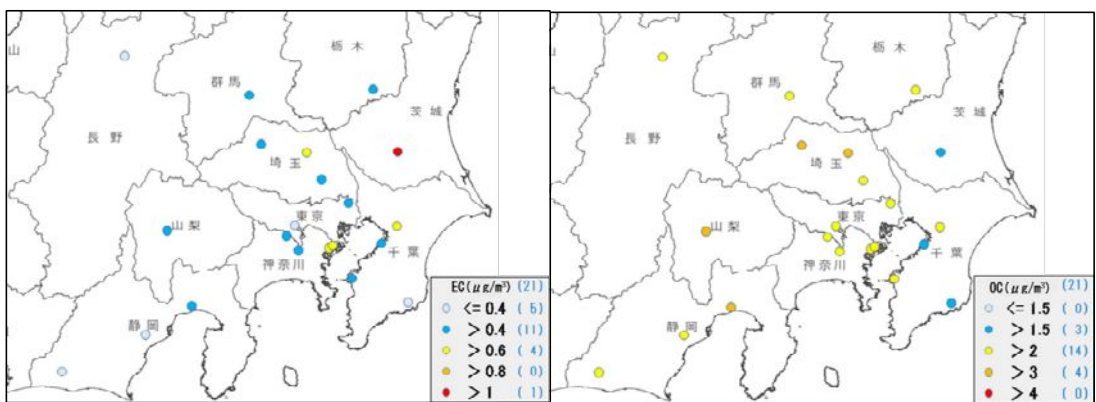 山
栃木
群馬
茨城
長野
埼玉
山梨
東京
千葉
神奈川
静岡
EC(μg/m³) (21)
<= 0.4 ( 5)
> 0.4 (11)
> 0.6 ( 4)
> 0.8 ( 0)
> 1 ( 1)
山
栃木
群馬
茨城
長野
埼玉
山梨
東京
千葉
神奈川
静岡
OC(μg/m³) (21)
<= 1.5 ( 0)
> 1.5 ( 3)
> 2 (14)
> 3 ( 4)
> 4 ( 0)